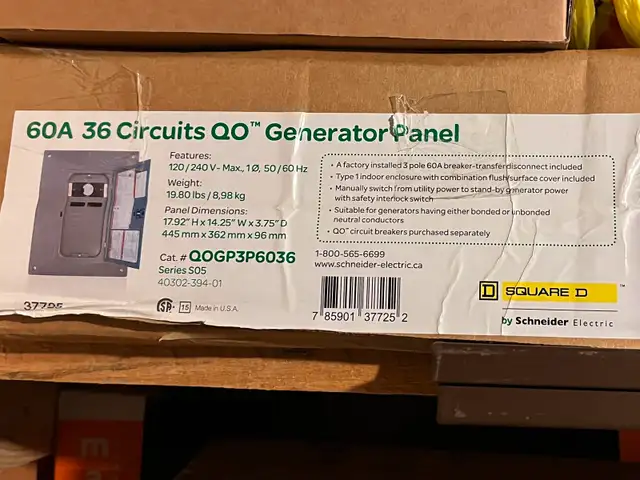 60A 36 Circuits QO™ Generator Panel
Features:
120 / 240 V - Max., 1 Ø, 50 / 60 Hz
Weight:
19.80 lbs / 8,98 kg
Panel Dimensions:
17.92" H x 14.25" W x 3.75" D
445 mm x 362 mm x 96 mm
Cat. # QOGP3P6036
Series S05
40302-394-01
• A factory installed 3 pole 60A breaker-transfer disconnect included
• Type 1 indoor enclosure with combination flush/surface cover included
• Manually switch from utility power to stand-by generator power
with safety interlock switch
• Suitable for generators having either bonded or unbonded
neutral conductors
• QO™ circuit breakers purchased separately
1-800-565-6699
www.schneider-electric.ca
37725
SP® 15 Made in U.S.A.
7 85901 37725 2
D SQUARE D ™
by Schneider Electric